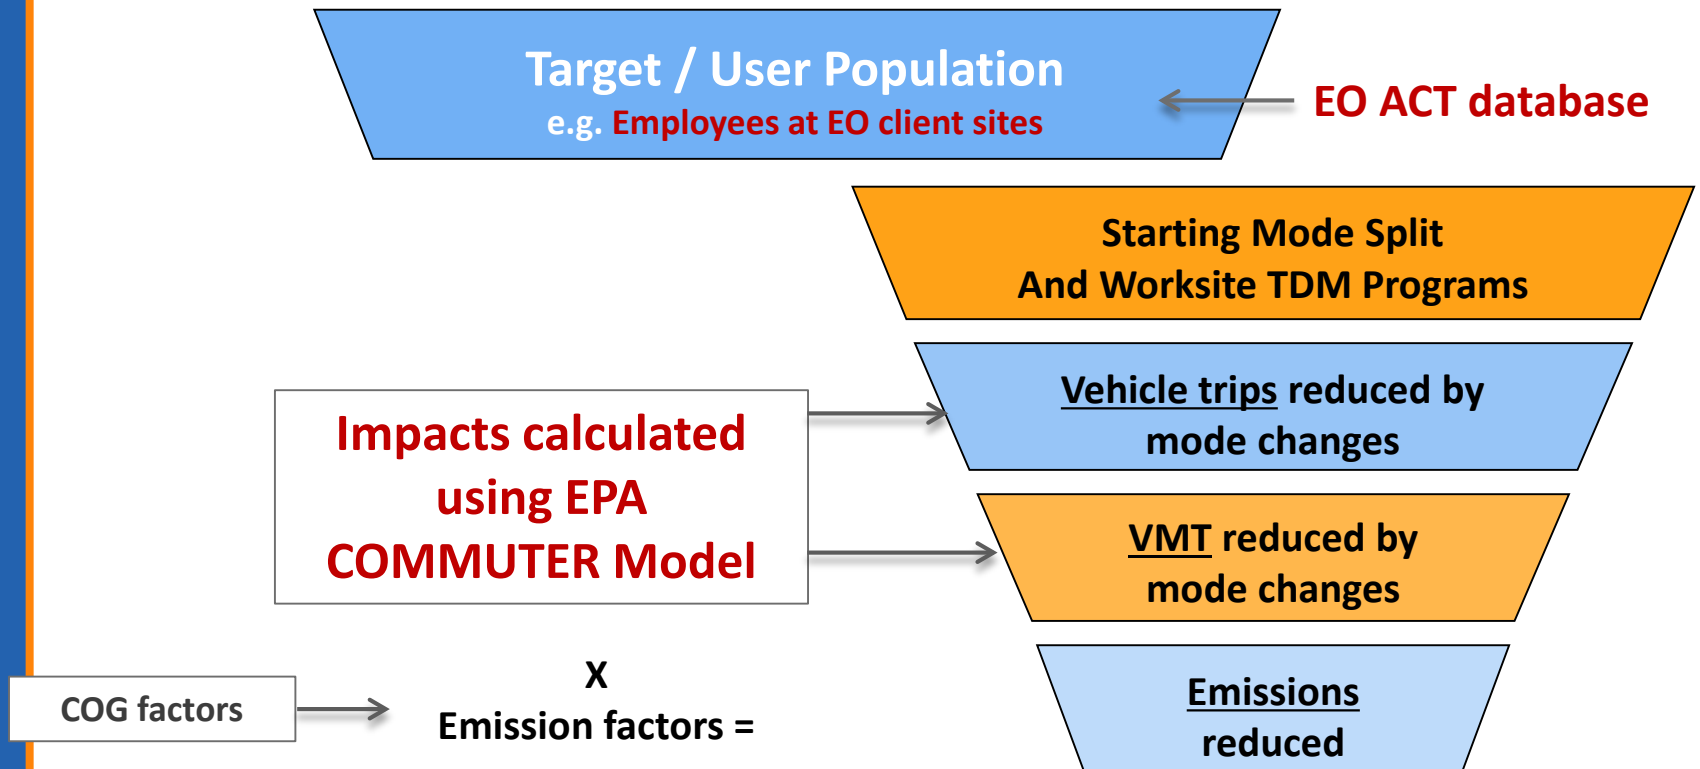 Target / User Population
e.g. Employees at EO client sites
EO ACT database
Starting Mode Split
And Worksite TDM Programs
Vehicle trips reduced by
mode changes
Impacts calculated
using EPA
COMMUTER Model
VMT reduced by
mode changes
X
Emission factors =
COG factors
Emissions
reduced